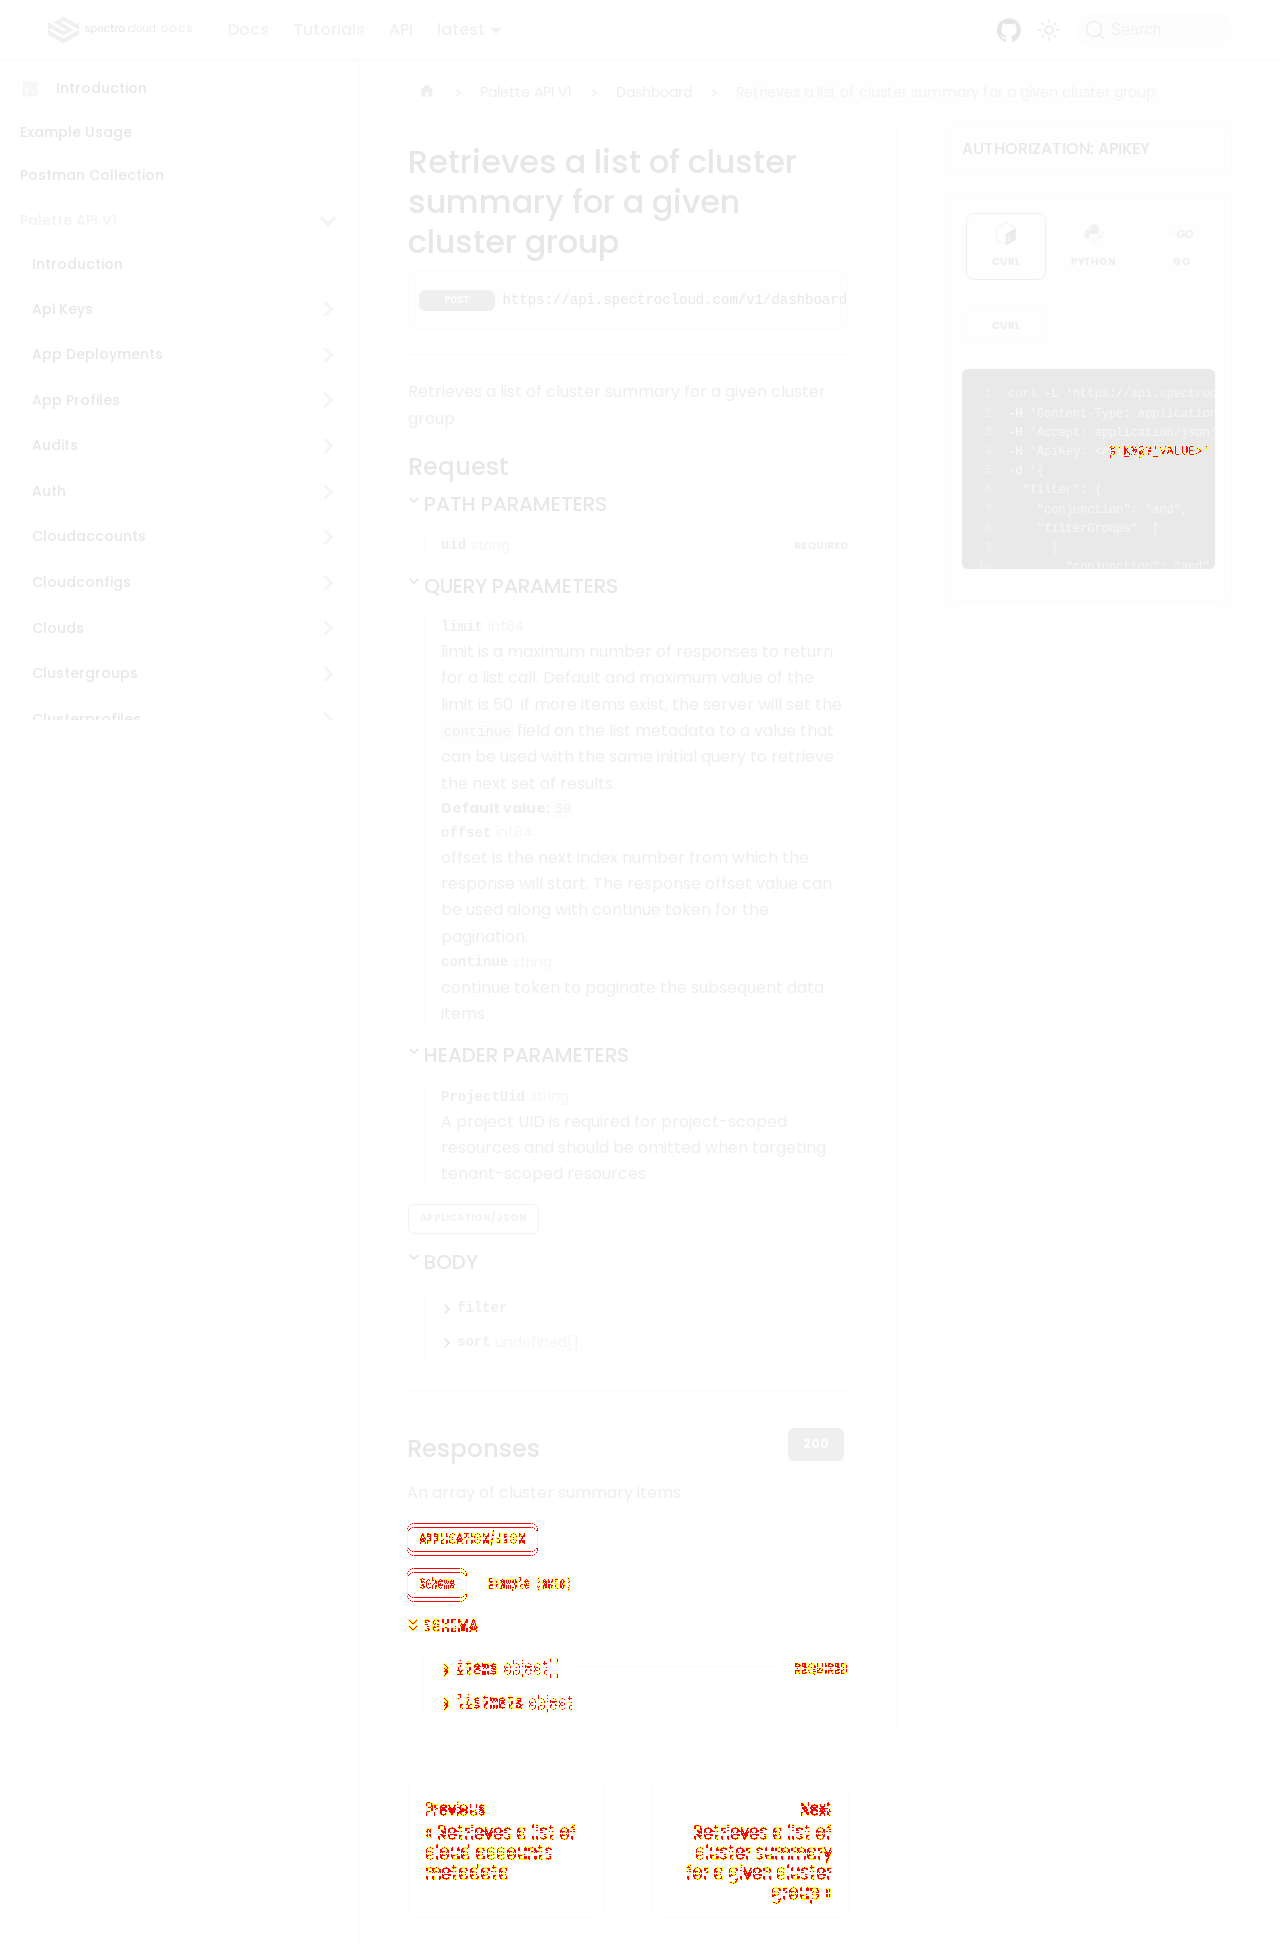 spectro cloud DOCS Docs Tutorials API latest Search
Introduction
Example Usage
Postman Collection
Palette API V1
Introduction
Api Keys
App Deployments
App Profiles
Audits
Auth
Cloudaccounts
Cloudconfigs
Clouds
Clustergroups
Clusterprofiles
Palette API V1 Dashboard Retrieves a list of cluster summary for a given cluster group
Retrieves a list of cluster
summary for a given
cluster group
POST https://api.spectrocloud.com/v1/dashboard
Retrieves a list of cluster summary for a given cluster
group
Request
PATH PARAMETERS
uid string REQUIRED
QUERY PARAMETERS
limit int64
limit is a maximum number of responses to return
for a list call. Default and maximum value of the
limit is 50. If more items exist, the server will set the
continue field on the list metadata to a value that
can be used with the same initial query to retrieve
the next set of results.
Default value: 50
offset int64
offset is the next index number from which the
response will start. The response offset value can
be used along with continue token for the
pagination.
continue string
continue token to paginate the subsequent data
items
HEADER PARAMETERS
ProjectUid string
A project UID is required for project-scoped
resources and should be omitted when targeting
tenant-scoped resources
APPLICATION/JSON
BODY
filter
sort undefined[]
Responses 200
An array of cluster summary items
APPLICATION/JSON
Schema Example (auto)
SCHEMA
items object[] REQUIRED
listmeta object
Previous
« Retrieves a list of
cloud accounts
metadata
Next
Retrieves a list of
cluster summary
for a given cluster
group »
AUTHORIZATION: APIKEY
CURL PYTHON GO
CURL
1 curl -L 'https://api.spectroc
2 -H 'Content-Type: application
3 -H 'Accept: application/json'
4 -H 'ApiKey: <A
5 -d '{
6 "filter": {
7 "conjunction": "and",
8 "filterGroups": [
9 [
10 "conjunction": "and"